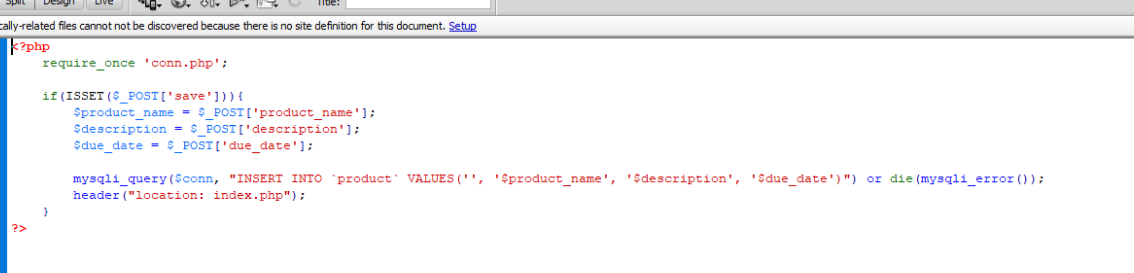 Split Design Live Title:
cally-related files cannot not be discovered because there is no site definition for this document. Setup
<?php
require_once 'conn.php';
if(ISSET($_POST['save'])){
$product_name = $_POST['product_name'];
$description = $_POST['description'];
$due_date = $_POST['due_date'];
mysqli_query($conn, "INSERT INTO `product` VALUES('', '$product_name', '$description', '$due_date')") or die(mysqli_error());
header("location: index.php");
}
?>